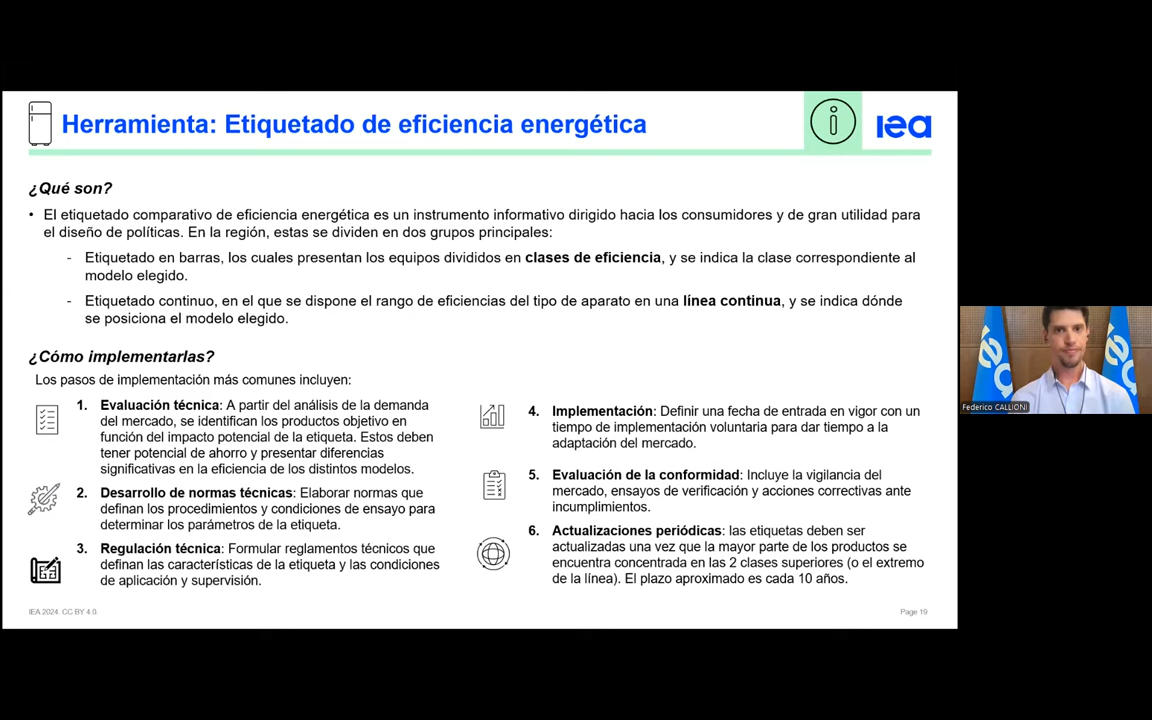 Herramienta: Etiquetado de eficiencia energética
i
iea
¿Qué son?
• El etiquetado comparativo de eficiencia energética es un instrumento informativo dirigido hacia los consumidores y de gran utilidad para
el diseño de políticas. En la región, estas se dividen en dos grupos principales:
- Etiquetado en barras, los cuales presentan los equipos divididos en clases de eficiencia, y se indica la clase correspondiente al
modelo elegido.
- Etiquetado continuo, en el que se dispone el rango de eficiencias del tipo de aparato en una línea continua, y se indica dónde
se posiciona el modelo elegido.
¿Cómo implementarlas?
Los pasos de implementación más comunes incluyen:
1. Evaluación técnica: A partir del análisis de la demanda
del mercado, se identifican los productos objetivo en
función del impacto potencial de la etiqueta. Estos deben
tener potencial de ahorro y presentar diferencias
significativas en la eficiencia de los distintos modelos.
2. Desarrollo de normas técnicas: Elaborar normas que
definan los procedimientos y condiciones de ensayo para
determinar los parámetros de la etiqueta.
3. Regulación técnica: Formular reglamentos técnicos que
definan las características de la etiqueta y las condiciones
de aplicación y supervisión.
4. Implementación: Definir una fecha de entrada en vigor con un
tiempo de implementación voluntaria para dar tiempo a la
adaptación del mercado.
5. Evaluación de la conformidad: Incluye la vigilancia del
mercado, ensayos de verificación y acciones correctivas ante
incumplimientos.
6. Actualizaciones periódicas: las etiquetas deben ser
actualizadas una vez que la mayor parte de los productos se
encuentra concentrada en las 2 clases superiores (o el extremo
de la línea). El plazo aproximado es cada 10 años.
IEA 2024. CC BY 4.0.
Page 19
iea
iea
Federico CALLIONI